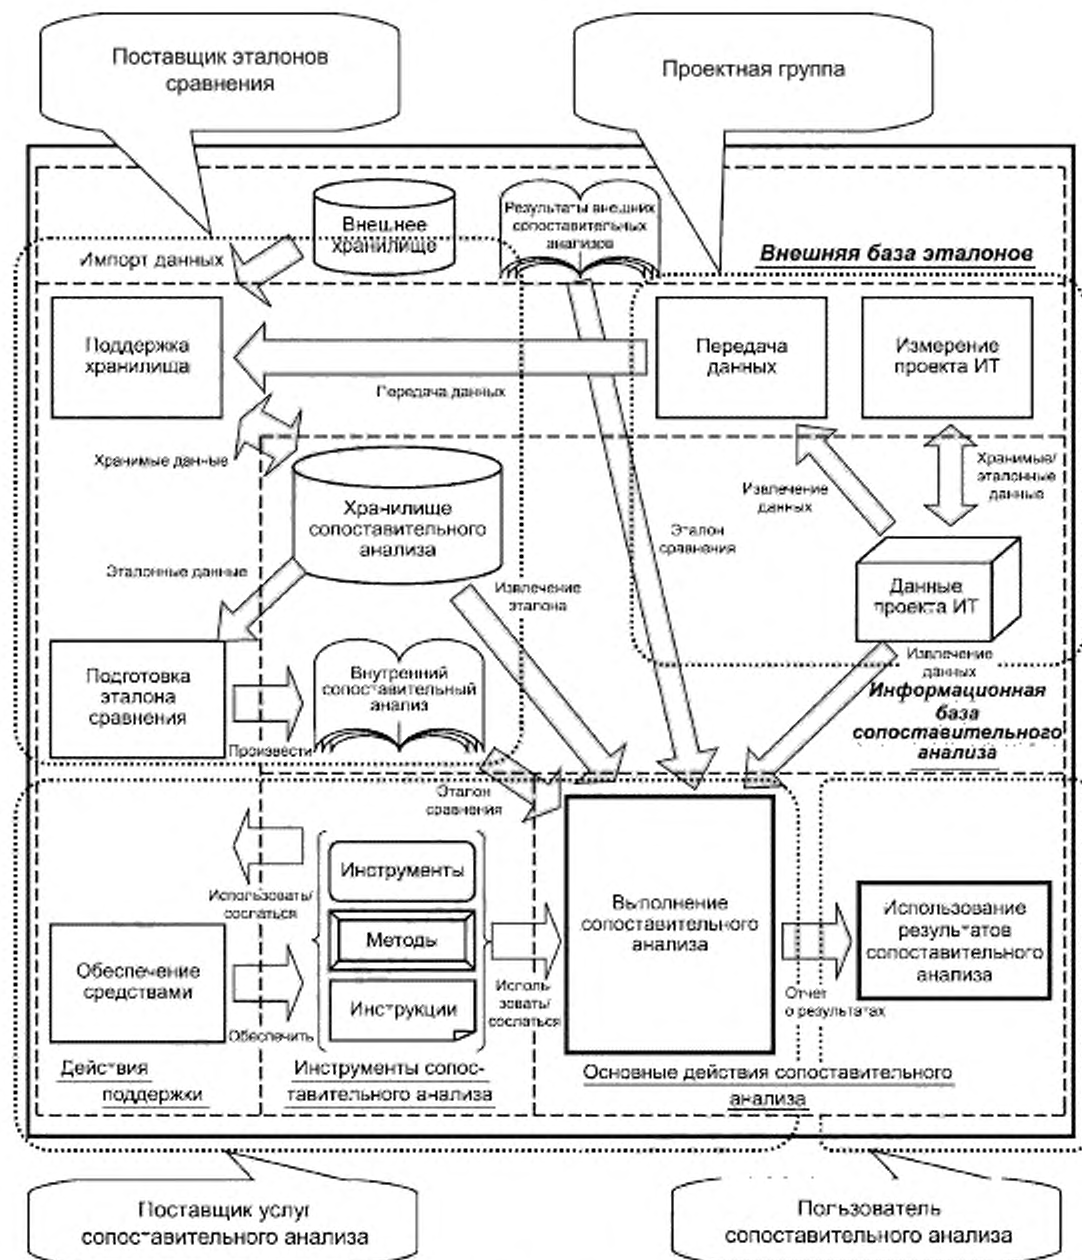 Поставщик эталонов
сравнения
Проектная группа
Внешнее
хранилище
Результаты внешних
сопоставительных
анализов
Внешняя база эталонов
Импорт данных
Поддержка
хранилища
Передача данных
Передача
данных
Измерение
проекта ИТ
Хранимые данные
Хранилище
сопоставительного
анализа
Извлечение
данных
Хранимые/
эталонные
данные
Эталон
сравнения
Эталонные данные
Извлечение
эталона
Данные
проекта ИТ
Подготовка
эталона
сравнения
Произвести
Внутренний
сопоставительный
анализ
Извлечение
данных
Информационная
база
сопоставительного
анализа
Эталон
сравнения
Использовать/
сослаться
Инструменты
Методы
Инструкции
Обеспечение
средствами
Обеспечить
Исполь-
зовать/
сослаться
Выполнение
сопоставительного
анализа
Отчет
о результатах
Использование
результатов
сопоставительного
анализа
Действия
поддержки
Инструменты сопос-
тавительного анализа
Основные действия сопоставительного
анализа
Поставщик услуг
сопоставительного анализа
Пользователь
сопоставительного анализа